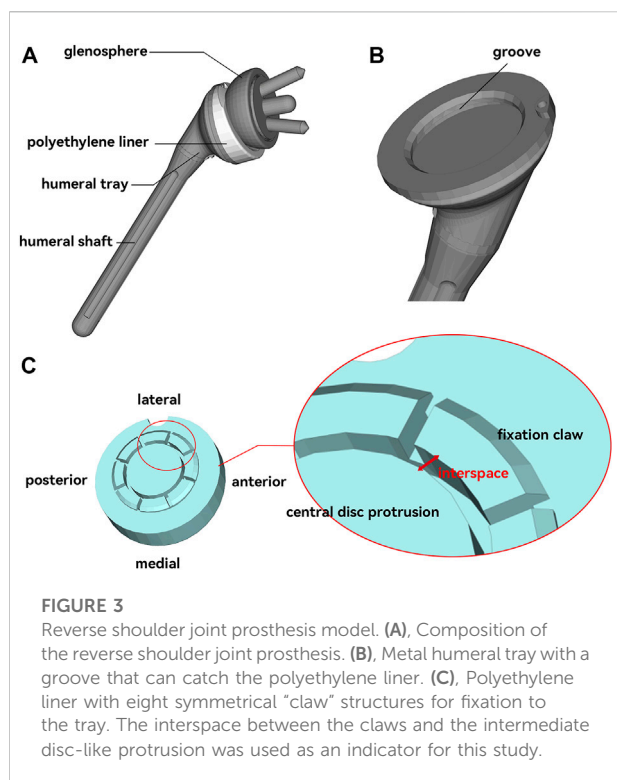 A
glenosphere
polyethylene liner
humeral tray
humeral shaft
B
groove
C
lateral
posterior
anterior
medial
fixation claw
interspace
central disc protrusion
FIGURE 3
Reverse shoulder joint prosthesis model. (A), Composition of
the reverse shoulder joint prosthesis. (B), Metal humeral tray with a
groove that can catch the polyethylene liner. (C), Polyethylene
liner with eight symmetrical “claw” structures for fixation to
the tray. The interspace between the claws and the intermediate
disc-like protrusion was used as an indicator for this study.